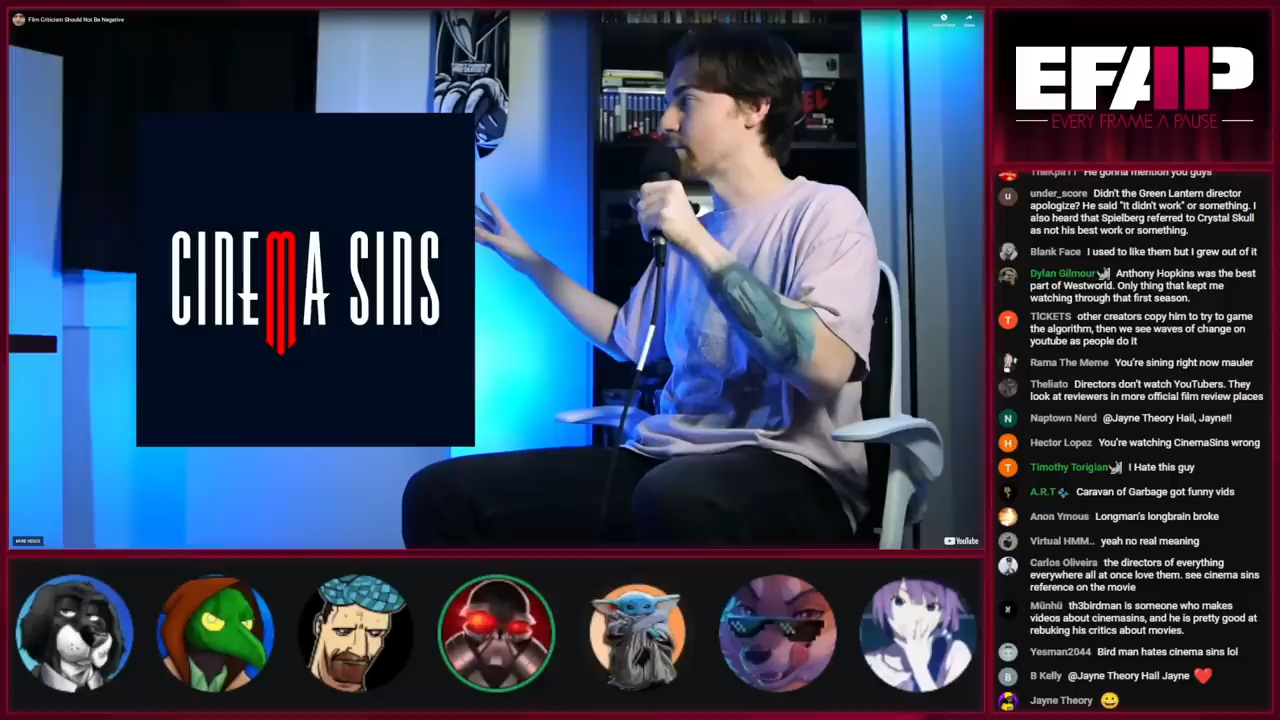 Film Criticism Should Not Be Negative
CINEMA SINS
MORE VIDEOS
YouTube
EFAP
EVERY FRAME A PAUSE
TheKpa11 He gonna mention you guys
under_score Didn't the Green Lantern director
apologize? He said "It didn't work" or something. I
also heard that Spielberg referred to Crystal Skull
as not his best work or something.
Blank Face I used to like them but I grew out of it
Dylan Gilmour Anthony Hopkins was the best
part of Westworld. Only thing that kept me
watching through that first season.
T TICKETS other creators copy him to try to game
the algorithm, then we see waves of change on
youtube as people do it
Rama The Meme You're sining right now mauler
Theliato Directors don't watch YouTubers. They
look at reviewers in more official film review places
N Naptown Nerd @Jayne Theory Hail, Jayne!!
H Hector Lopez You're watching CinemaSins wrong
T Timothy Torigian I Hate this guy
A.R.T Caravan of Garbage got funny vids
Anon Ymous Longman's longbrain broke
Virtual HMM.. yeah no real meaning
Carlos Oliveira the directors of everything
everywhere all at once love them. see cinema sins
reference on the movie
Münhü th3birdman is someone who makes
videos about cinemasins, and he is pretty good at
rebuking his critics about movies.
Yesman2044 Bird man hates cinema sins lol
B B Kelly @Jayne Theory Hail Jayne ❤️
Jayne Theory 😀